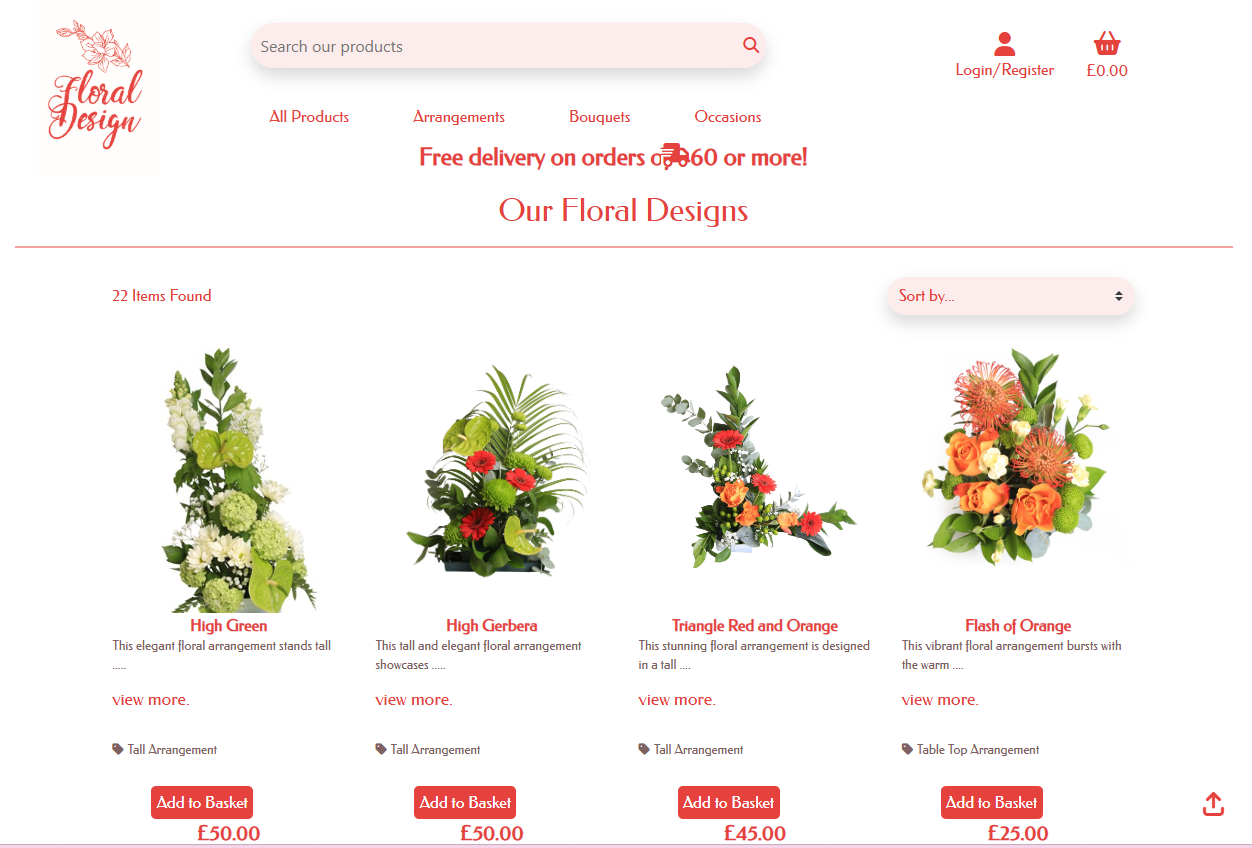 Floral
Design
Search our products
Login/Register
£0.00
All Products
Arrangements
Bouquets
Occasions
Free delivery on orders 60 or more!
Our Floral Designs
22 Items Found
Sort by...
High Green
This elegant floral arrangement stands tall
.....
view more.
Tall Arrangement
Add to Basket
£50.00
High Gerbera
This tall and elegant floral arrangement
showcases .....
view more.
Tall Arrangement
Add to Basket
£50.00
Triangle Red and Orange
This stunning floral arrangement is designed
in a tall ....
view more.
Tall Arrangement
Add to Basket
£45.00
Flash of Orange
This vibrant floral arrangement bursts with
the warm ....
view more.
Table Top Arrangement
Add to Basket
£25.00